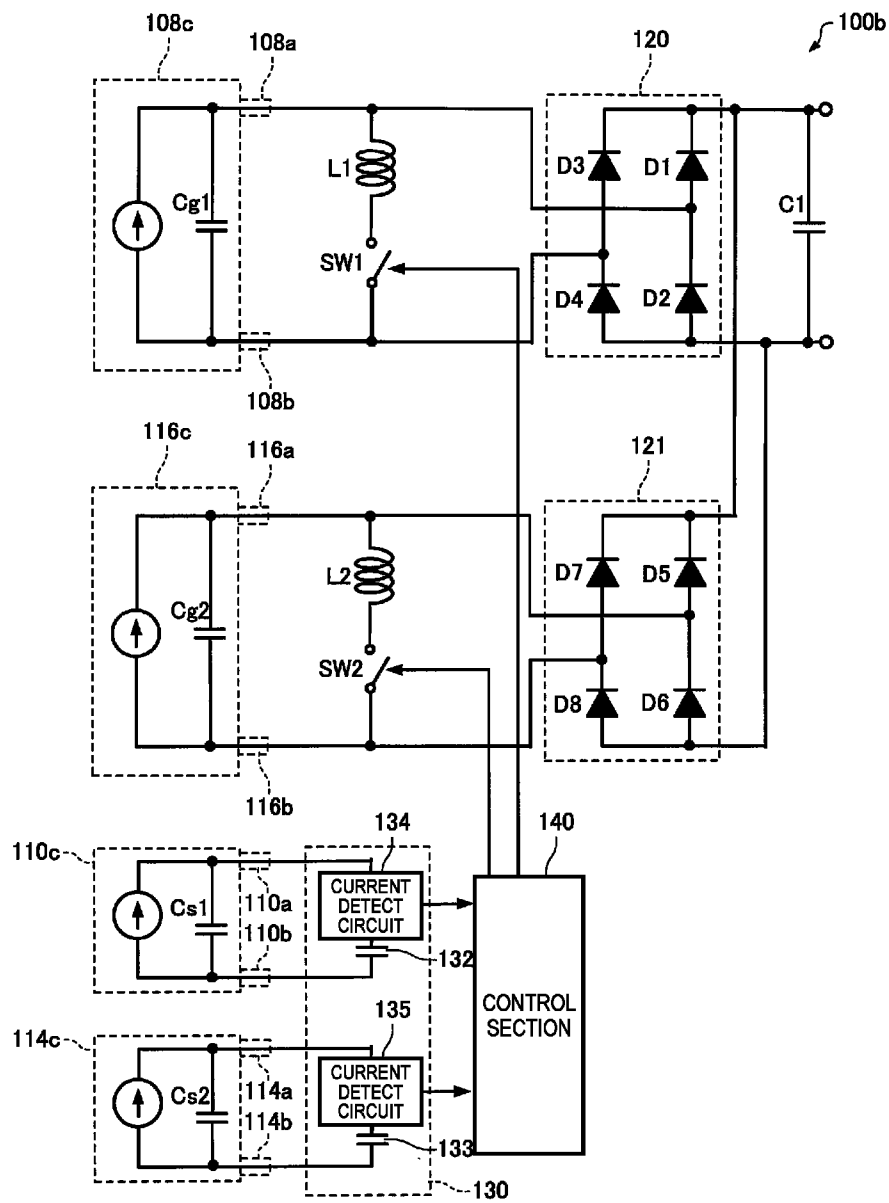 108c
108a
100b
120
L1
D3
D1
Cg1
C1
SW1
D4
D2
108b
116c
116a
121
L2
D7
D5
Cg2
SW2
D8
D6
116b
134
140
110c
CURRENT
DETECT
CIRCUIT
110a
Cs1
110b
132
CONTROL
SECTION
135
114c
CURRENT
DETECT
CIRCUIT
114a
Cs2
114b
133
130